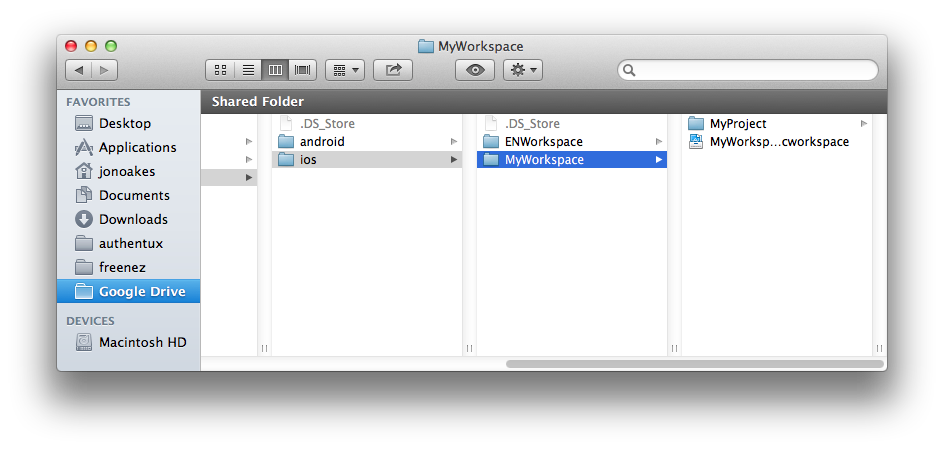 MyWorkspace
FAVORITES
Desktop
Applications
jonoakes
Documents
Downloads
authentux
freenez
Google Drive
DEVICES
Macintosh HD
Shared Folder
.DS_Store
android
ios
.DS_Store
ENWorkspace
MyWorkspace
MyProject
MyWorksp...cworkspace